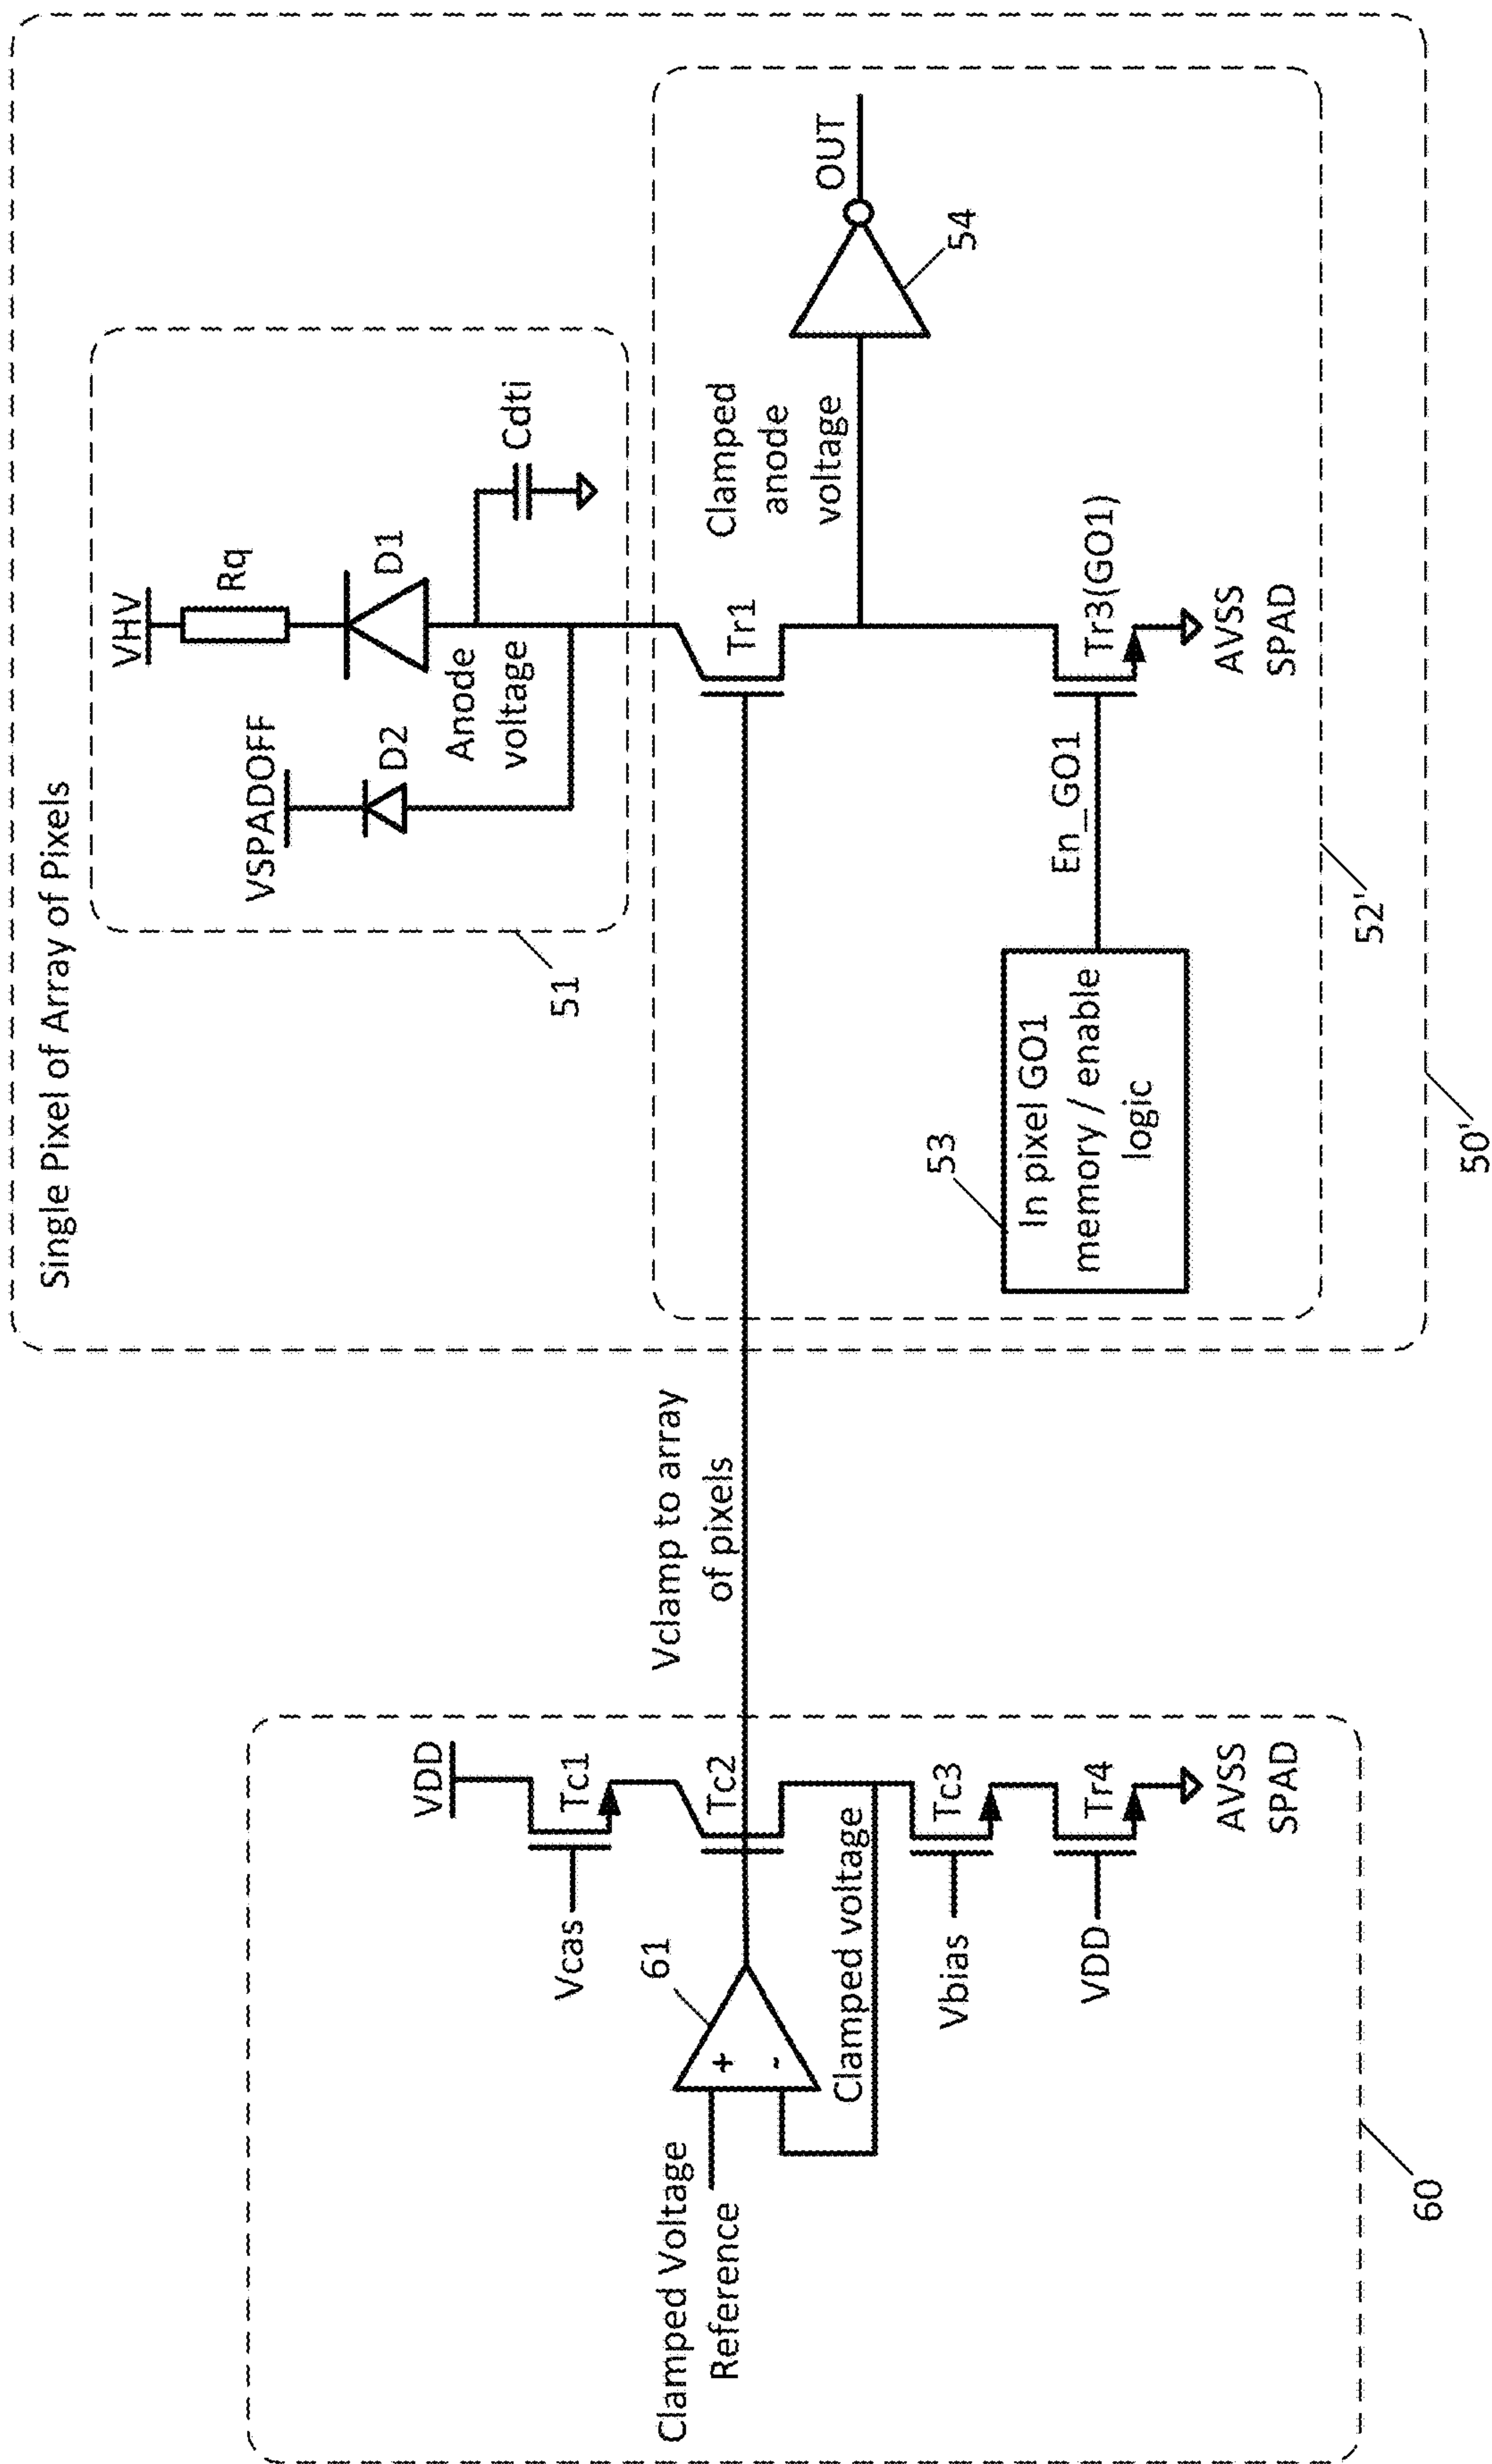 Single Pixel of Array of Pixels
VHV
Rq
VSPADOFF
D1
D2
Cdti
Anode
voltage
51
Tr1
Clamped
anode
voltage
OUT
54
53
In pixel GO1
memory / enable
logic
En_GO1
Tr3(GO1)
AVSS
SPAD
52'
50'
Vclamp to array
of pixels
VDD
Tc1
Vcas
Tc2
61
+
-
Clamped Voltage
Reference
Clamped voltage
Tc3
Vbias
Tr4
VDD
AVSS
SPAD
60